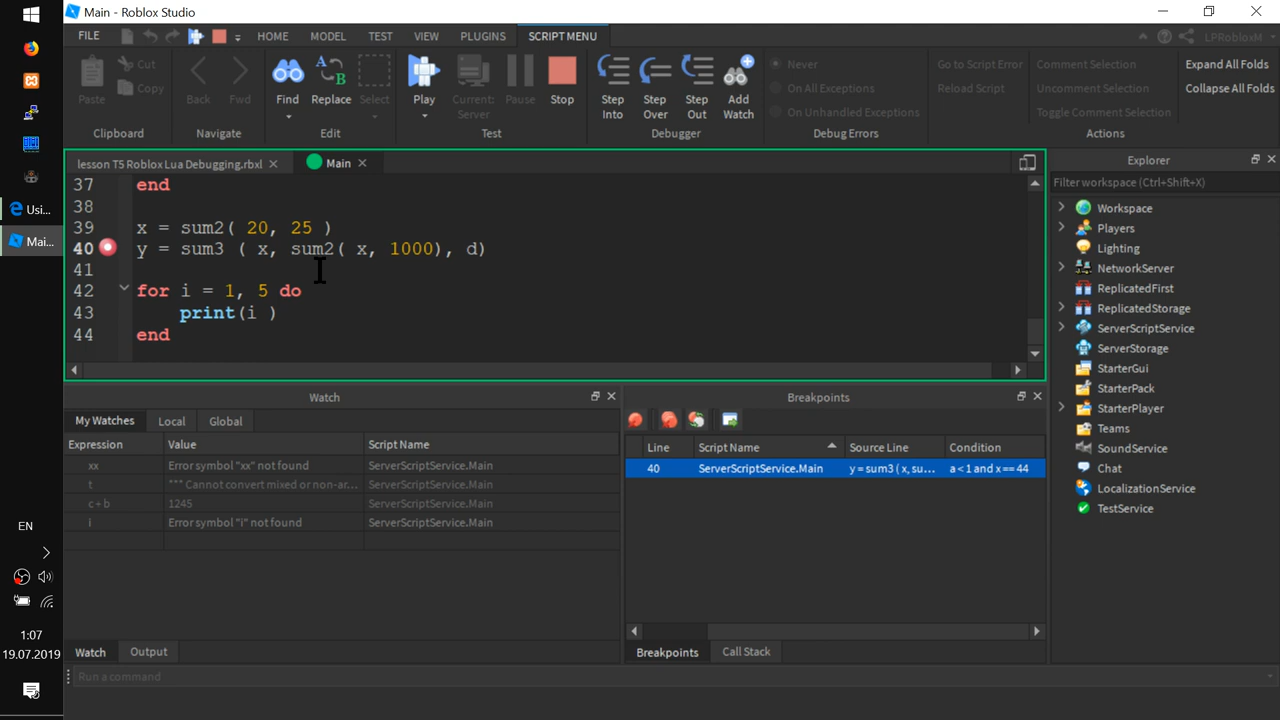 Main - Roblox Studio
FILE HOME MODEL TEST VIEW PLUGINS SCRIPT MENU LPRobloxM
Paste Cut Copy Back Fwd Find Replace Select Play Current: Server Pause Stop Step Into Step Over Step Out Add Watch Never On All Exceptions On Unhandled Exceptions Go to Script Error Reload Script Comment Selection Uncomment Selection Toggle Comment Selection Expand All Folds Collapse All Folds
Clipboard Navigate Edit Test Debugger Debug Errors Actions
lesson T5 Roblox Lua Debugging.rbxl Main
37 end
38
39 x = sum2( 20, 25 )
40 y = sum3 ( x, sum2( x, 1000), d)
41
42 for i = 1, 5 do
43 print(i )
44 end
Watch
My Watches Local Global
Expression Value Script Name
xx Error symbol "xx" not found ServerScriptService.Main
t *** Cannot convert mixed or non-ar... ServerScriptService.Main
c + b 1245 ServerScriptService.Main
i Error symbol "i" not found ServerScriptService.Main
Watch Output
Breakpoints
Line Script Name Source Line Condition
40 ServerScriptService.Main y = sum3 ( x, su... a < 1 and x == 44
Breakpoints Call Stack
Run a command
Explorer
Filter workspace (Ctrl+Shift+X)
Workspace
Players
Lighting
NetworkServer
ReplicatedFirst
ReplicatedStorage
ServerScriptService
ServerStorage
StarterGui
StarterPack
StarterPlayer
Teams
SoundService
Chat
LocalizationService
TestService
Usi...
Mai...
EN
1:07
19.07.2019